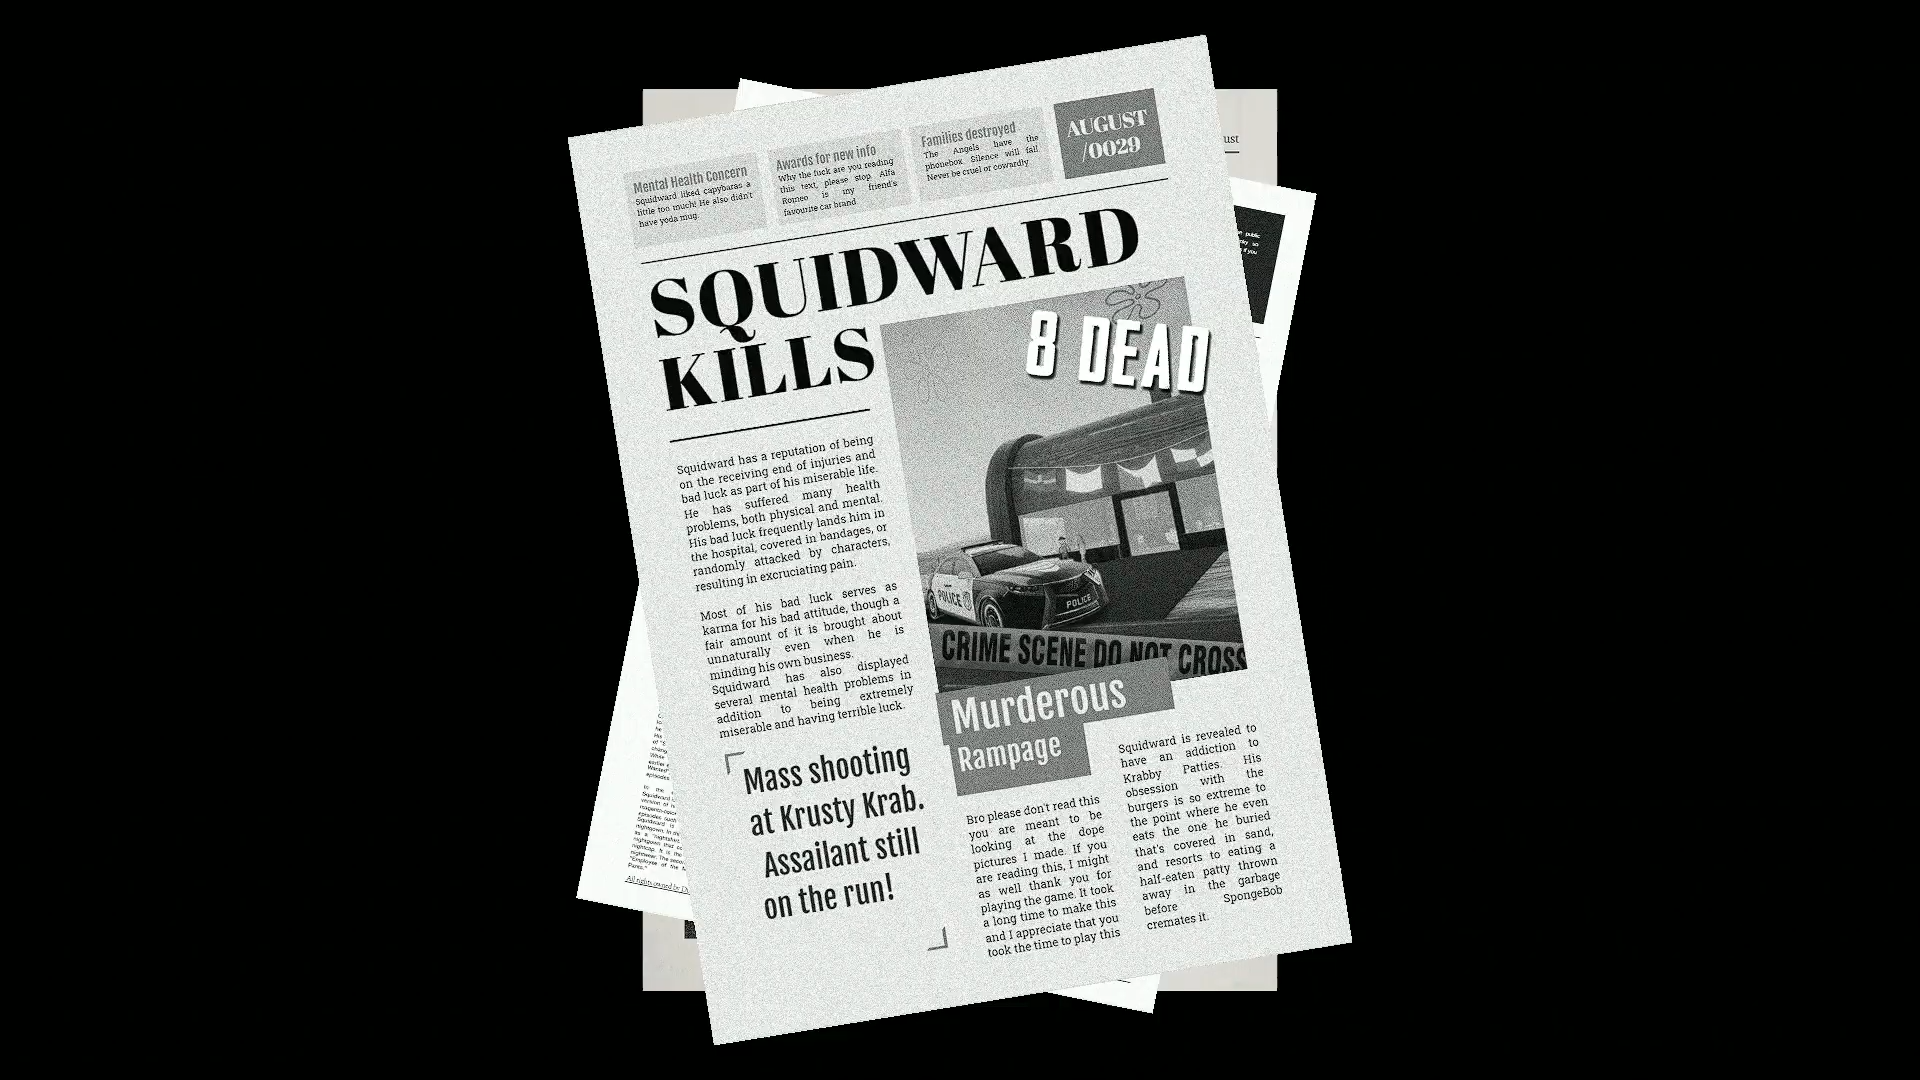 Mental Health Concern
Squidward liked capybaras a
little too much! He also didn't
have yoda mug.
Awards for new info
Why the fuck are you reading
this text, please stop. Alfa
Romeo is my friend's
favourite car brand
Families destroyed
The Angels have the
phonebox. Silence will fall
Never be cruel or cowardly
AUGUST
/0029
ust
SQUIDWARD
KILLS
8 DEAD
Squidward has a reputation of being
on the receiving end of injuries and
bad luck as part of his miserable life.
He has suffered many health
problems, both physical and mental.
His bad luck frequently lands him in
the hospital, covered in bandages, or
randomly attacked by characters,
resulting in excruciating pain.
Most of his bad luck serves as
karma for his bad attitude, though a
fair amount of it is brought about
unnaturally even when he is
minding his own business.
Squidward has also displayed
several mental health problems in
addition to being extremely
miserable and having terrible luck.
POLICE
POLICE
CRIME SCENE DO NOT CROSS
Murderous
Rampage
Mass shooting
at Krusty Krab.
Assailant still
on the run!
Bro please don't read this
you are meant to be
looking at the dope
pictures I made. If you
are reading this, I might
as well thank you for
playing the game. It took
a long time to make this
and I appreciate that you
took the time to play this
Squidward is revealed to
have an addiction to
Krabby Patties. His
obsession with the
burgers is so extreme to
the point where he even
eats the one he buried
that's covered in sand,
and resorts to eating a
half-eaten patty thrown
away in the garbage
before SpongeBob
cremates it.
public
so
if you
All rights owned by